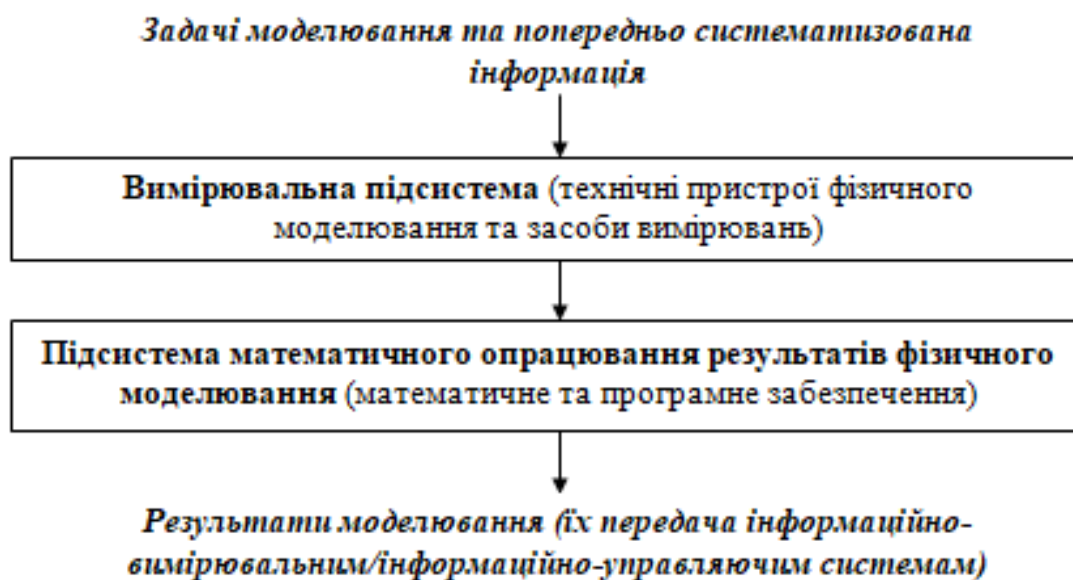 Задачі моделювання та попередньо систематизована
інформація
Вимірювальна підсистема (технічні пристрої фізичного
моделювання та засоби вимірювань)
Підсистема математичного опрацювання результатів фізичного
моделювання (математичне та програмне забезпечення)
Результати моделювання (їх передача інформаційно-
вимірювальним/інформаційно-управляючим системам)